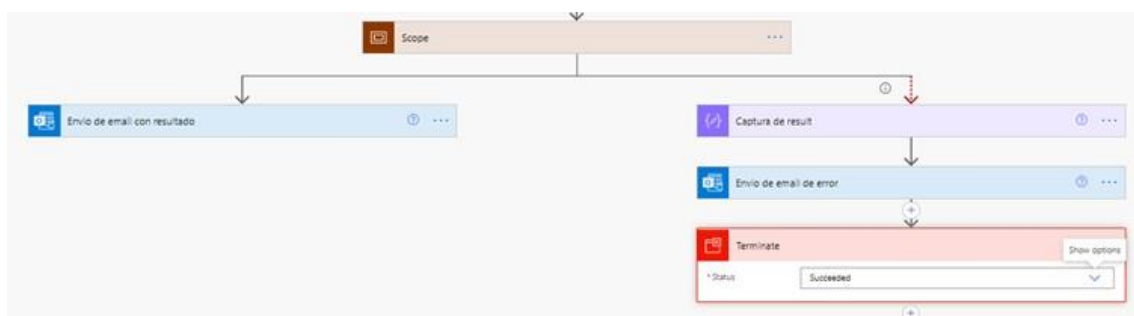 Scope
Envio de email con resultado
Captura de result
Envio de email de error
Terminate
Show options
* Status
Succeeded